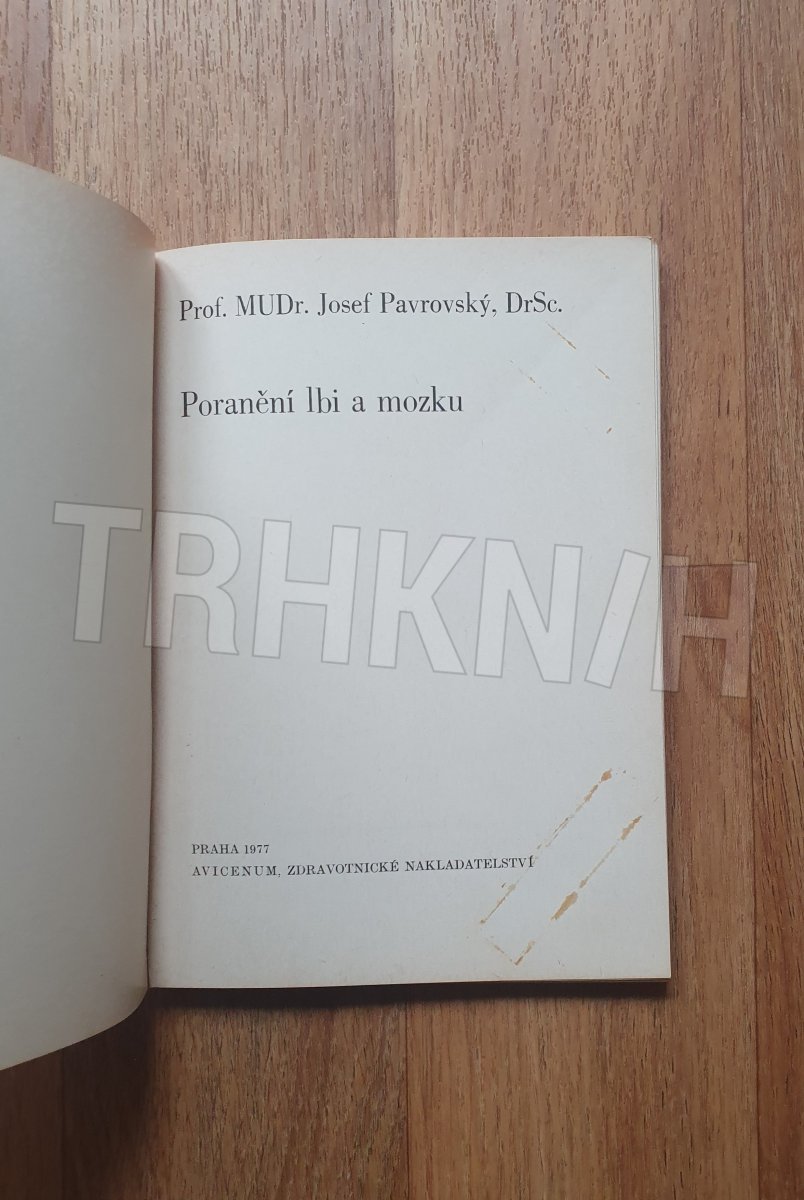 Prof. MUDr. Josef Pavrovský, DrSc.
Poranění lbi a mozku
TRHKNIH
PRAHA 1977
AVICENUM, ZDRAVOTNICKÉ NAKLADATELSTVÍ